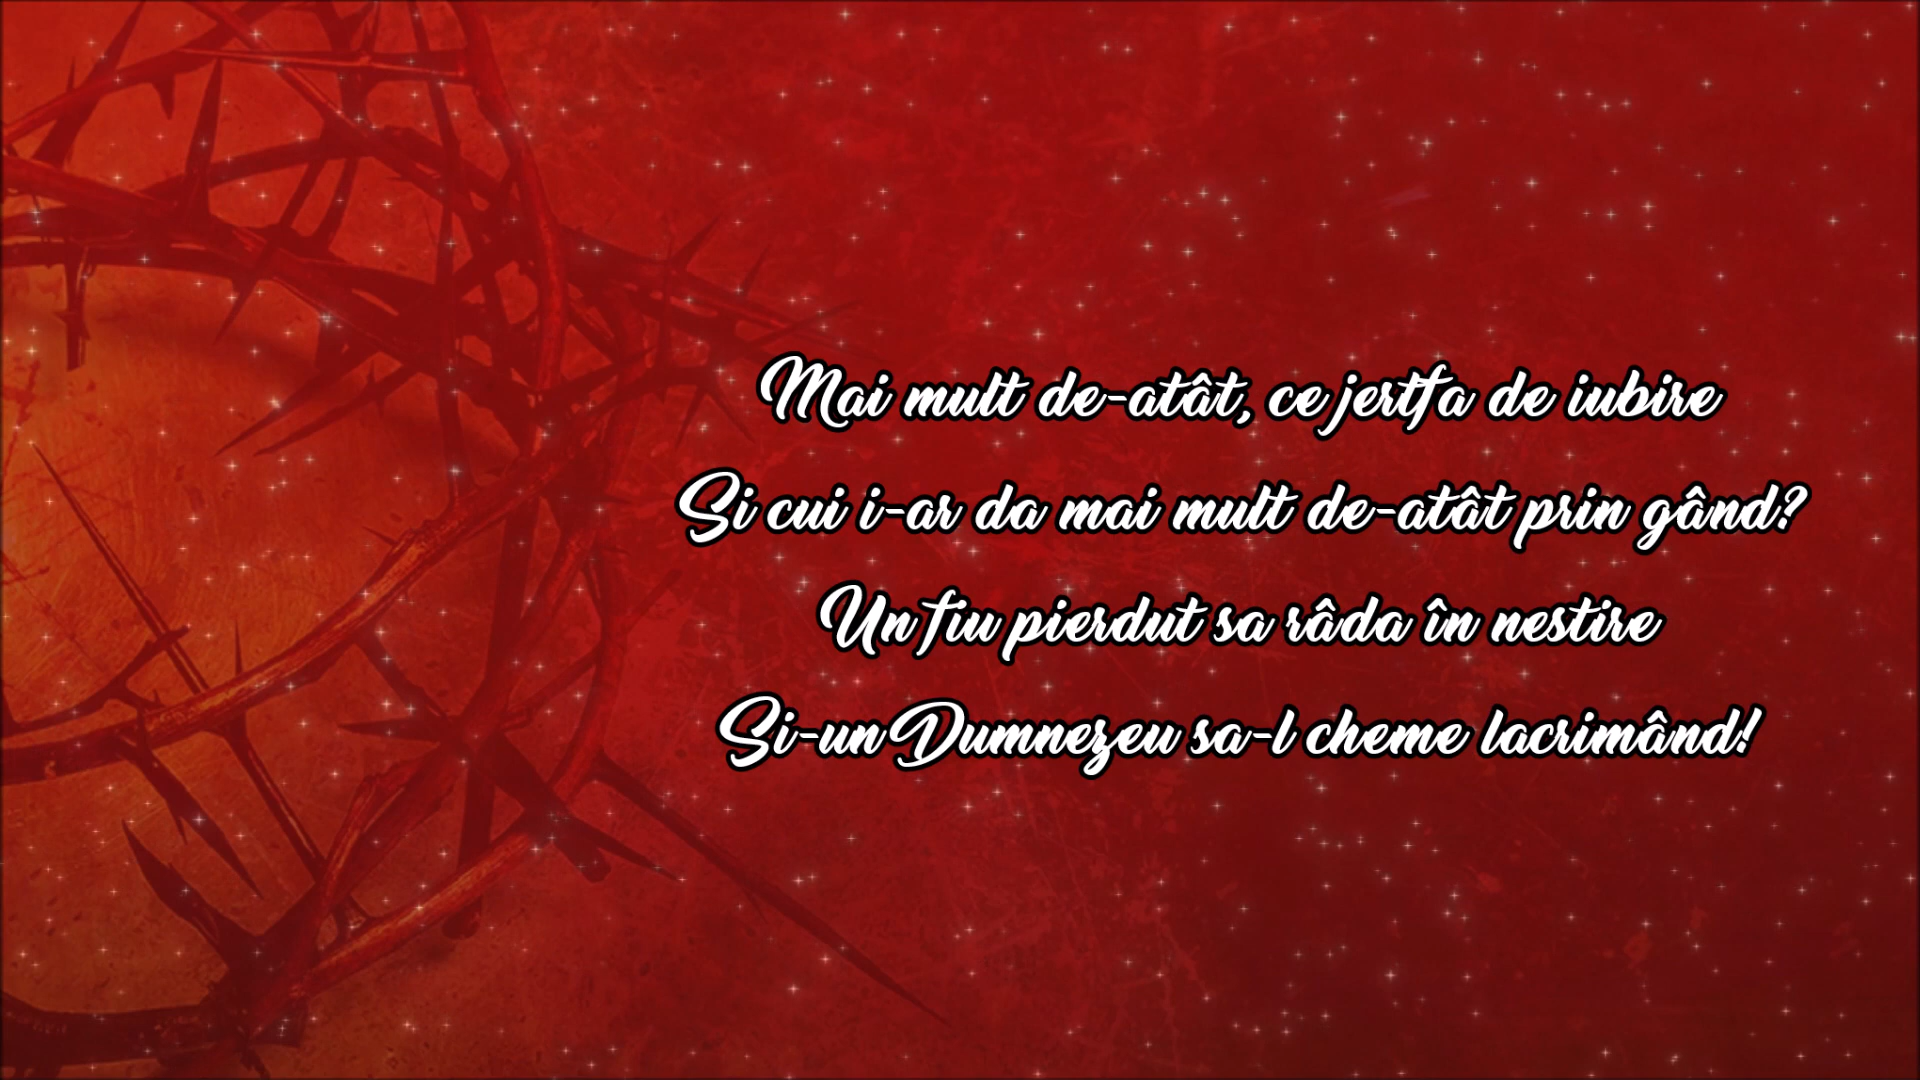 Mai mult de-atât, ce jertfa de iubire
Si cui i-ar da mai mult de-atât prin gând?
Un fiu pierdut sa râda în nestire
Si-un Dumnezeu sa-l cheme lacrimând!